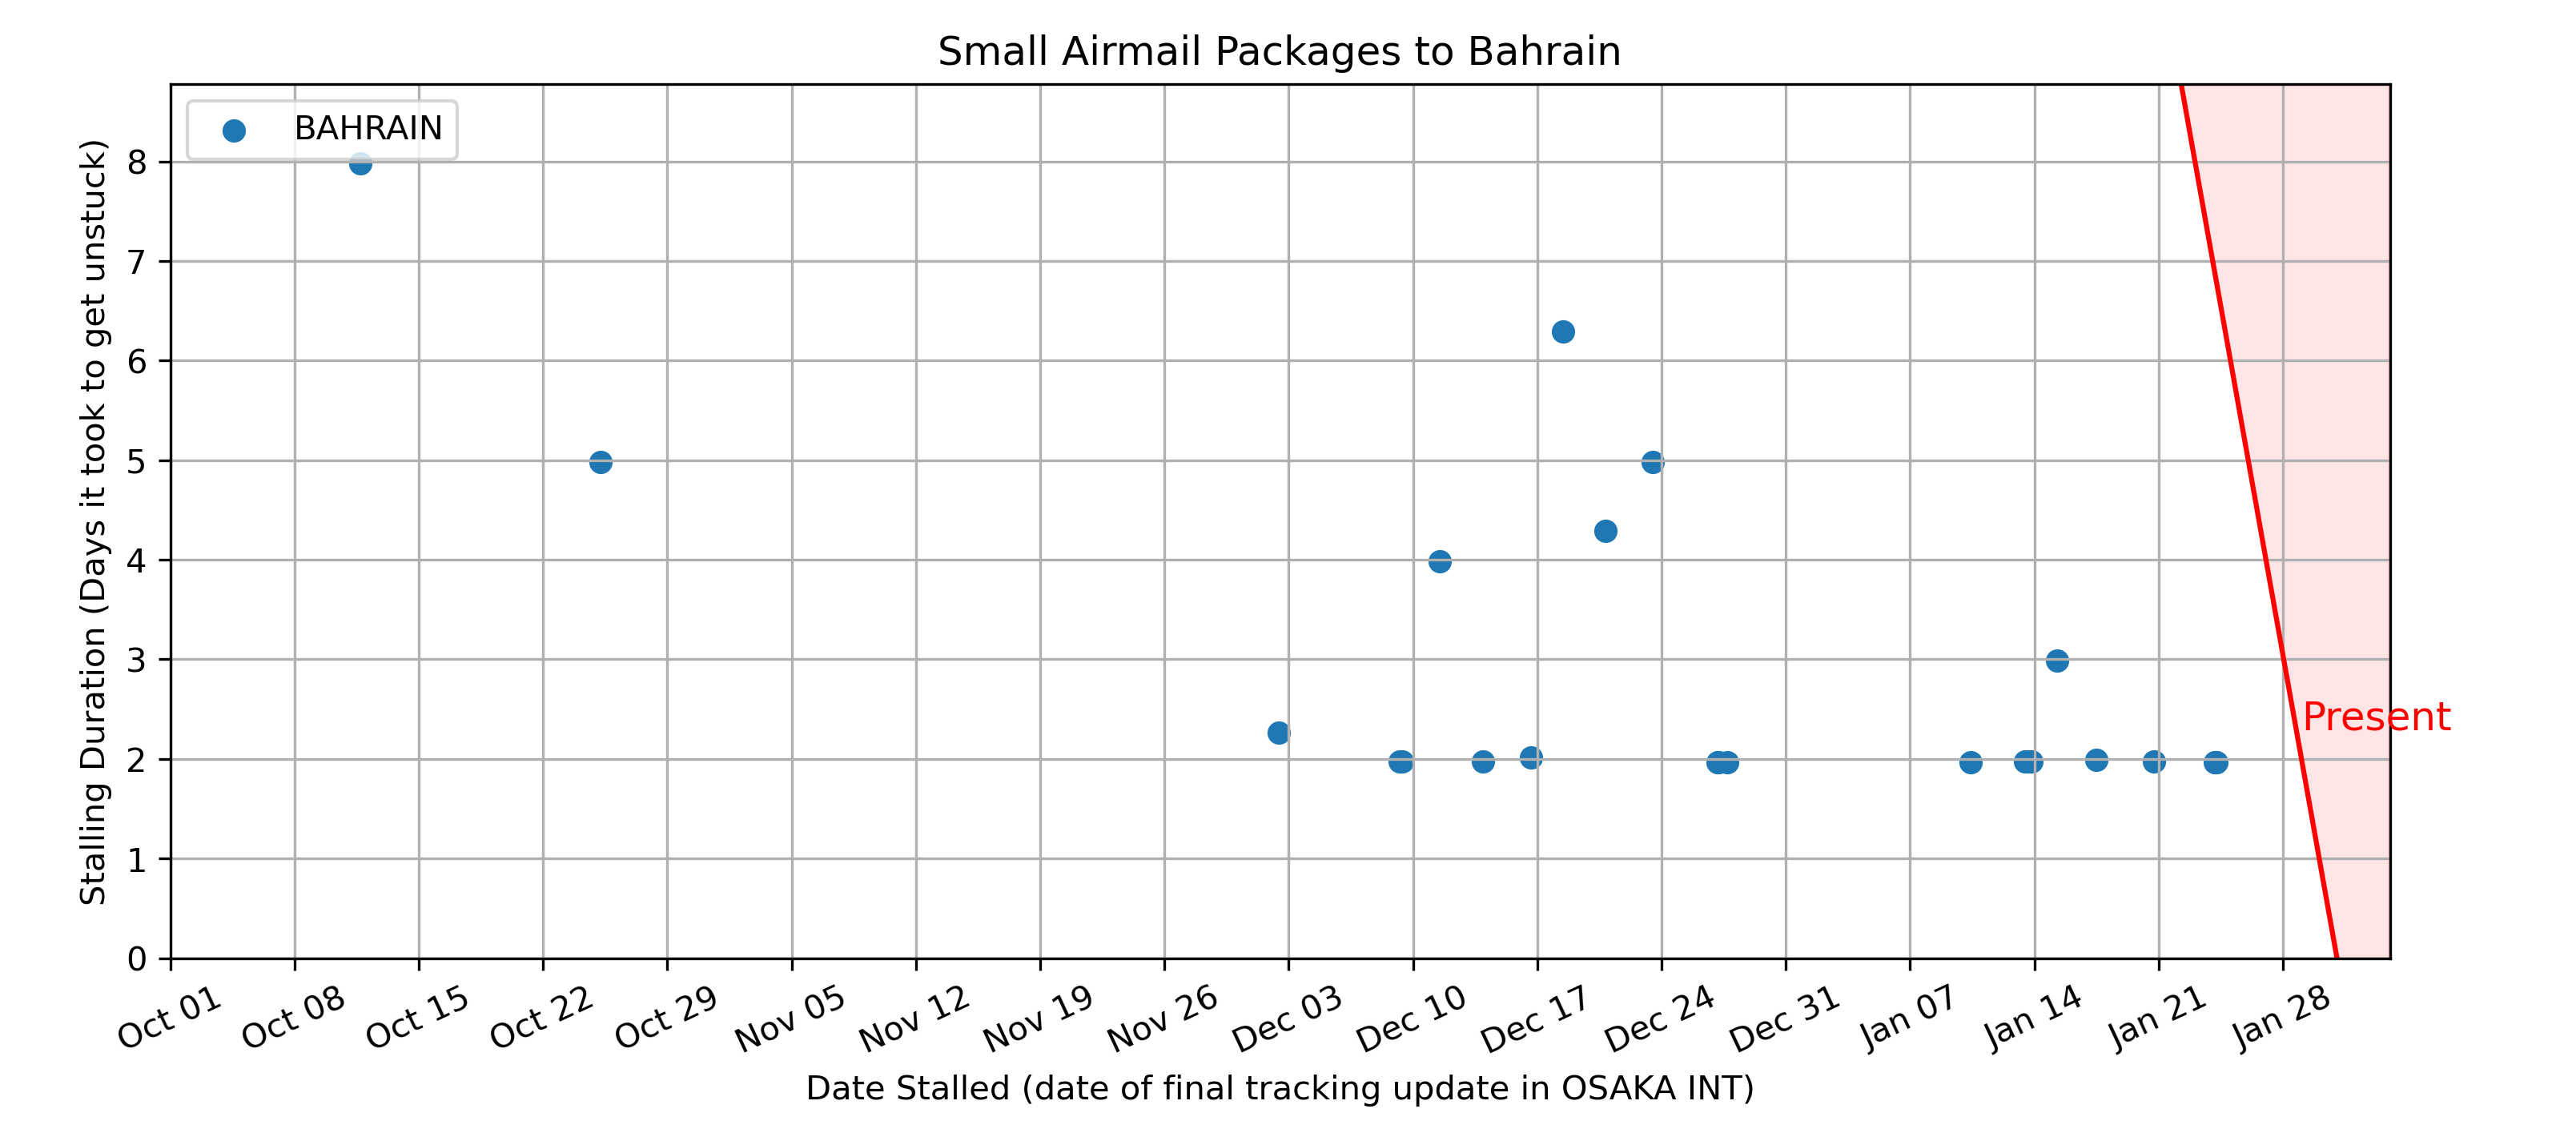 Small Airmail Packages to Bahrain
BAHRAIN
Stalling Duration (Days it took to get unstuck)
8
7
6
5
4
3
2
1
0
Present
Oct 01
Oct 08
Oct 15
Oct 22
Oct 29
Nov 05
Nov 12
Nov 19
Nov 26
Dec 03
Dec 10
Dec 17
Dec 24
Dec 31
Jan 07
Jan 14
Jan 21
Jan 28
Date Stalled (date of final tracking update in OSAKA INT)